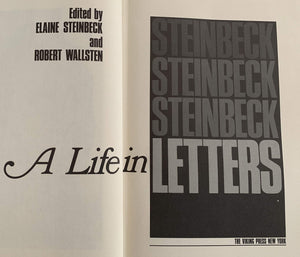 Edited by
ELAINE STEINBECK
and
ROBERT WALLSTEN
STEINBECK
STEINBECK
STEINBECK
A Life in LETTERS
THE VIKING PRESS NEW YORK